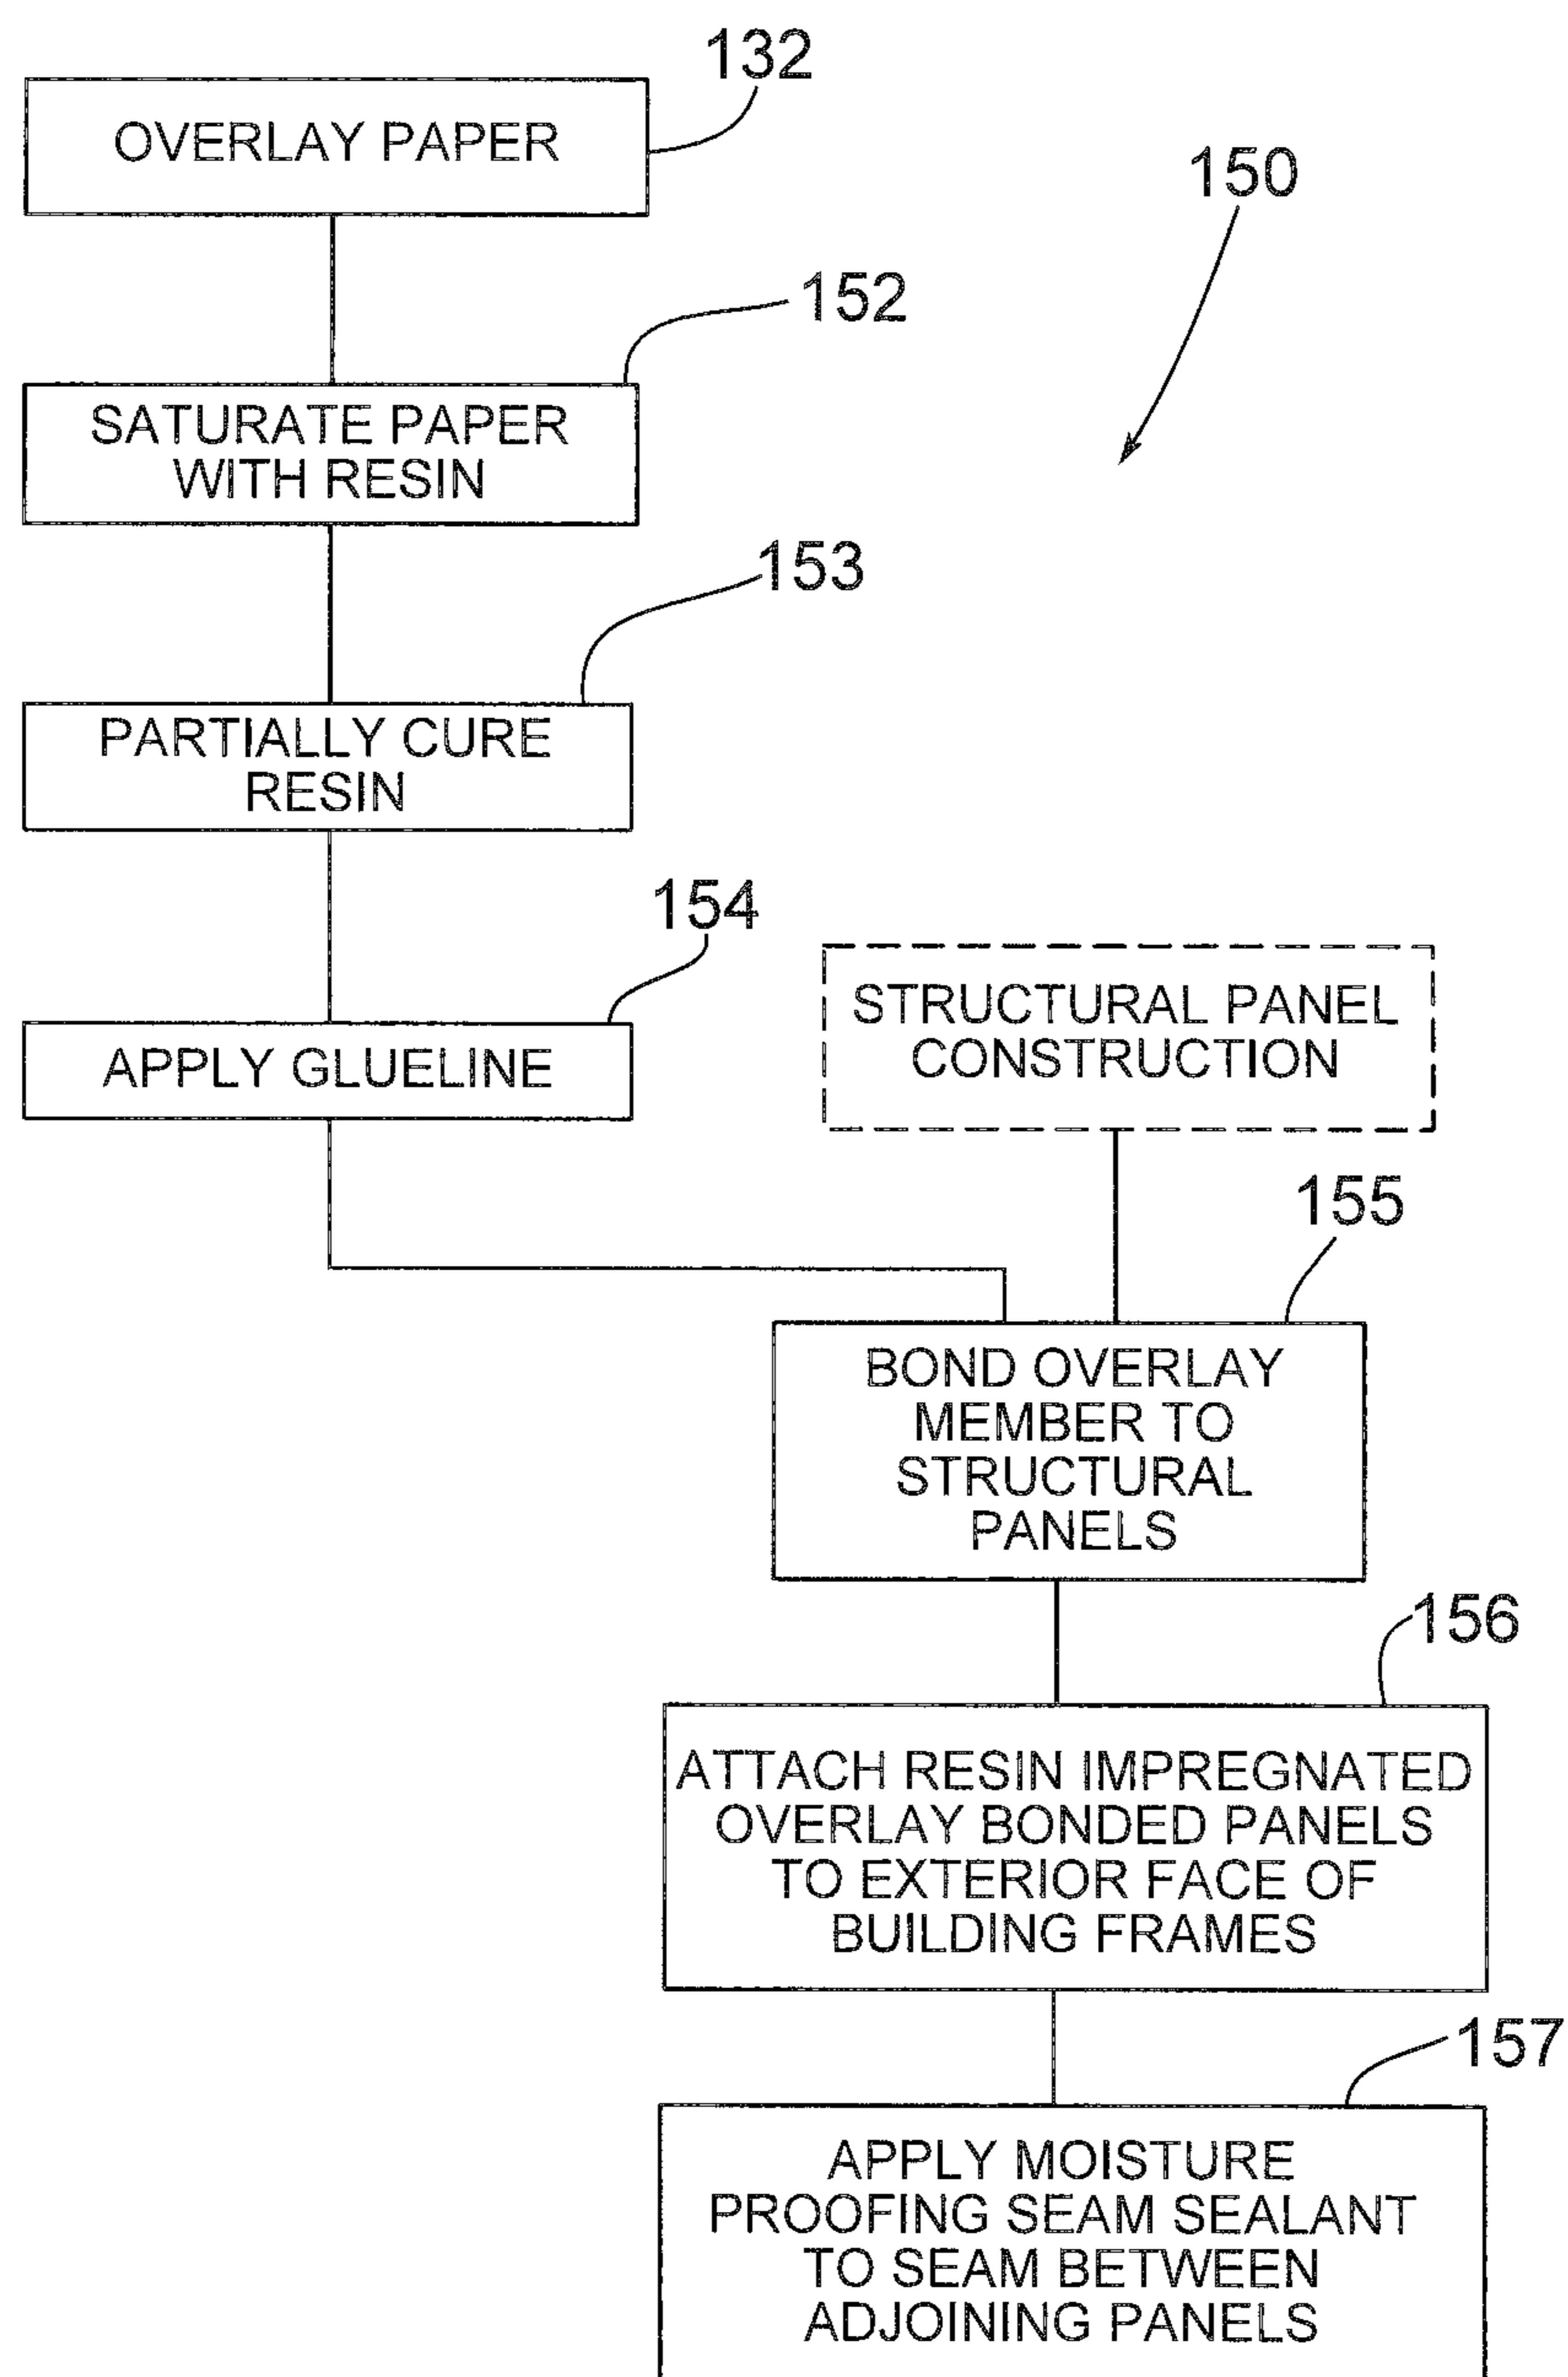 132
OVERLAY PAPER
150
152
SATURATE PAPER
WITH RESIN
153
PARTIALLY CURE
RESIN
154
APPLY GLUELINE
STRUCTURAL PANEL
CONSTRUCTION
155
BOND OVERLAY
MEMBER TO
STRUCTURAL
PANELS
156
ATTACH RESIN IMPREGNATED
OVERLAY BONDED PANELS
TO EXTERIOR FACE OF
BUILDING FRAMES
157
APPLY MOISTURE
PROOFING SEAM SEALANT
TO SEAM BETWEEN
ADJOINING PANELS